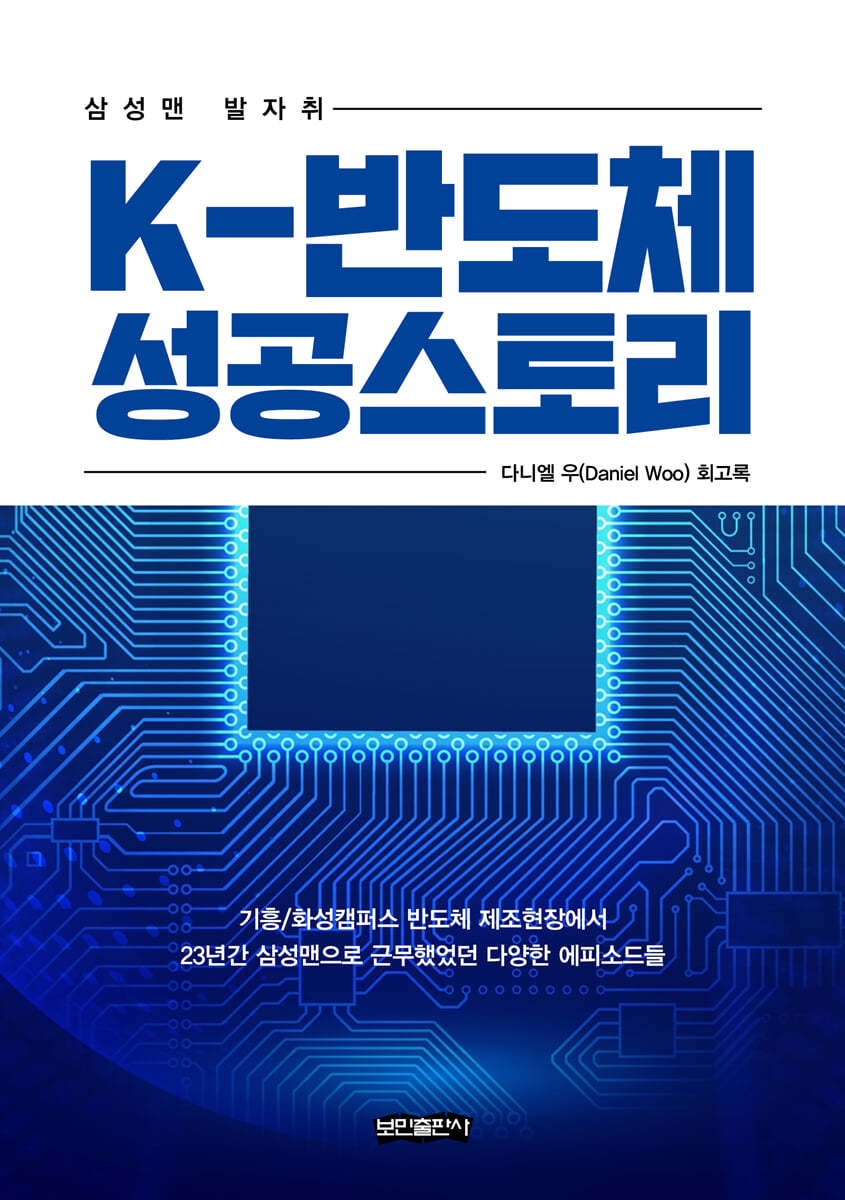 삼성맨 발자취
K-반도체
성공스토리
다니엘 우(Daniel Woo) 회고록
기흥/화성캠퍼스 반도체 제조현장에서
23년간 삼성맨으로 근무했었던 다양한 에피소드들
보민출판사